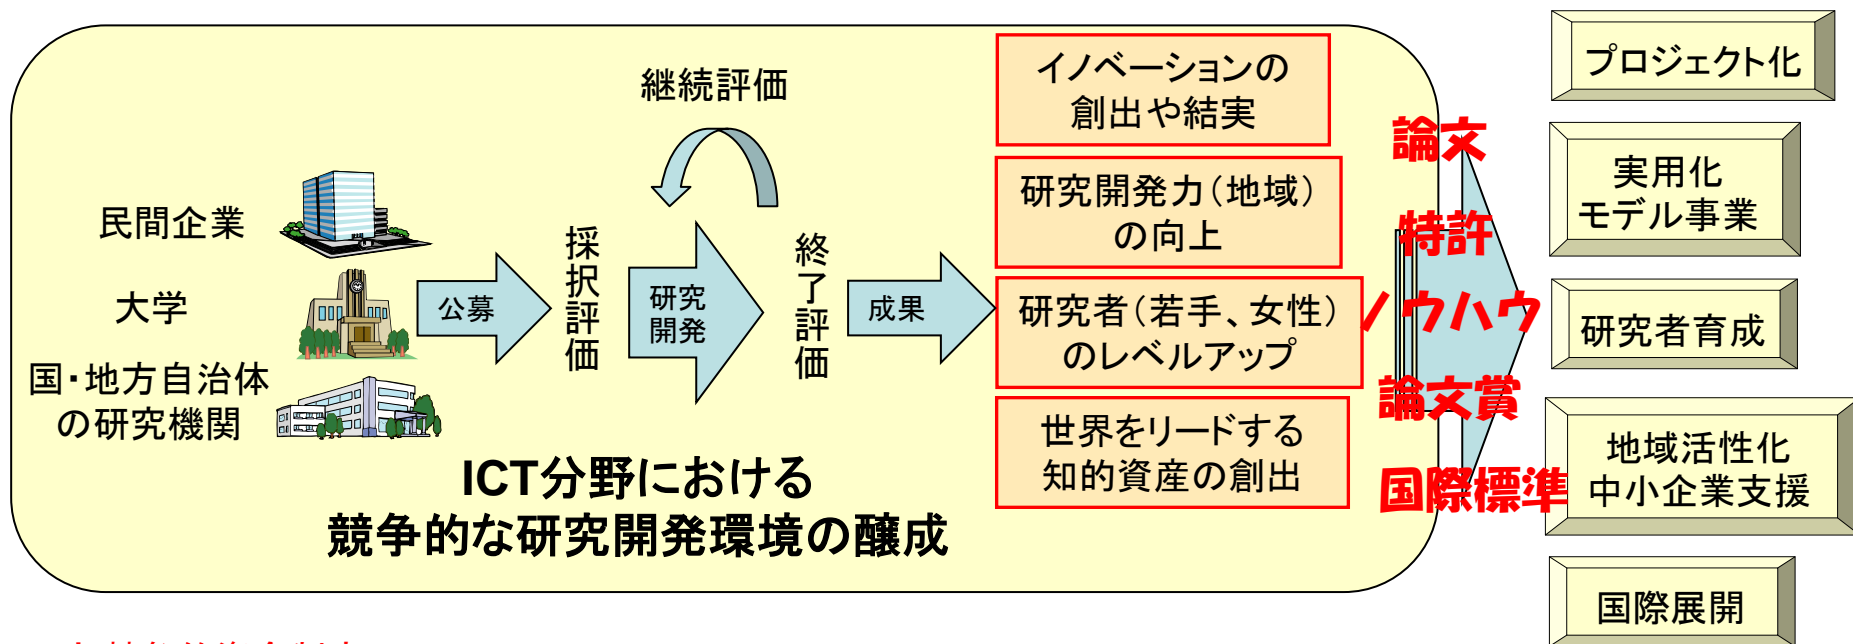 民間企業
大学
国・地方自治体
の研究機関
公募
採択評価
継続評価
研究
開発
終了評価
成果
イノベーションの
創出や結実
研究開発力（地域）
の向上
研究者（若手、女性）
のレベルアップ
世界をリードする
知的資産の創出
ICT分野における
競争的な研究開発環境の醸成
論文
特許
ノウハウ
論文賞
国際標準
プロジェクト化
実用化
モデル事業
研究者育成
地域活性化
中小企業支援
国際展開